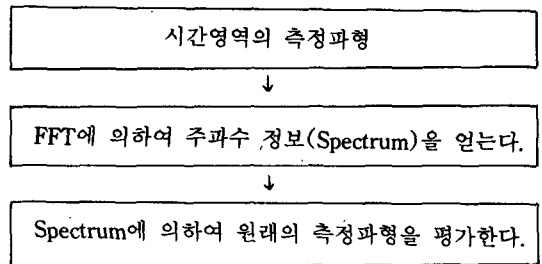 시간영역의 측정파형
↓
FFT에 의하여 주파수 정보(Spectrum)을 얻는다.
↓
Spectrum에 의하여 원래의 측정파형을 평가한다.